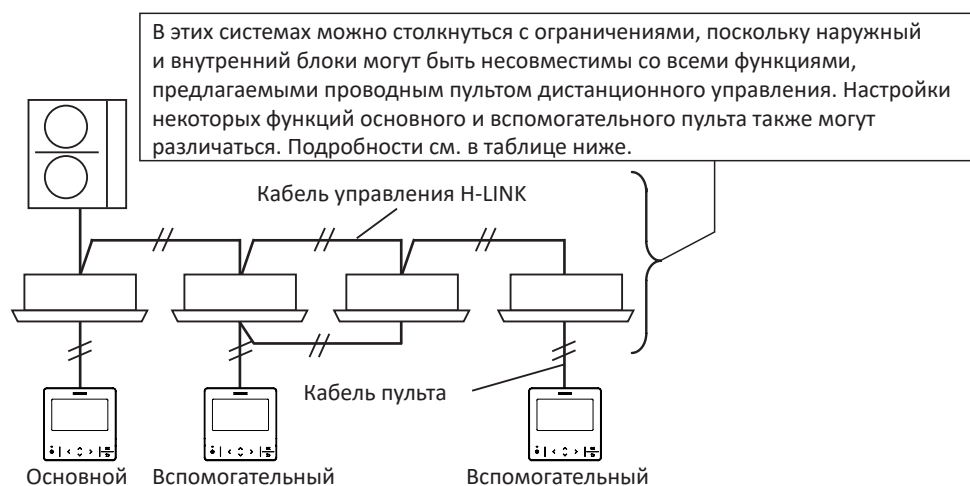 В этих системах можно столкнуться с ограничениями, поскольку наружный
и внутренний блоки могут быть несовместимы со всеми функциями,
предлагаемыми проводным пультом дистанционного управления. Настройки
некоторых функций основного и вспомогательного пульта также могут
различаться. Подробности см. в таблице ниже.
Кабель управления H-LINK
Кабель пульта
Основной
Вспомогательный
Вспомогательный